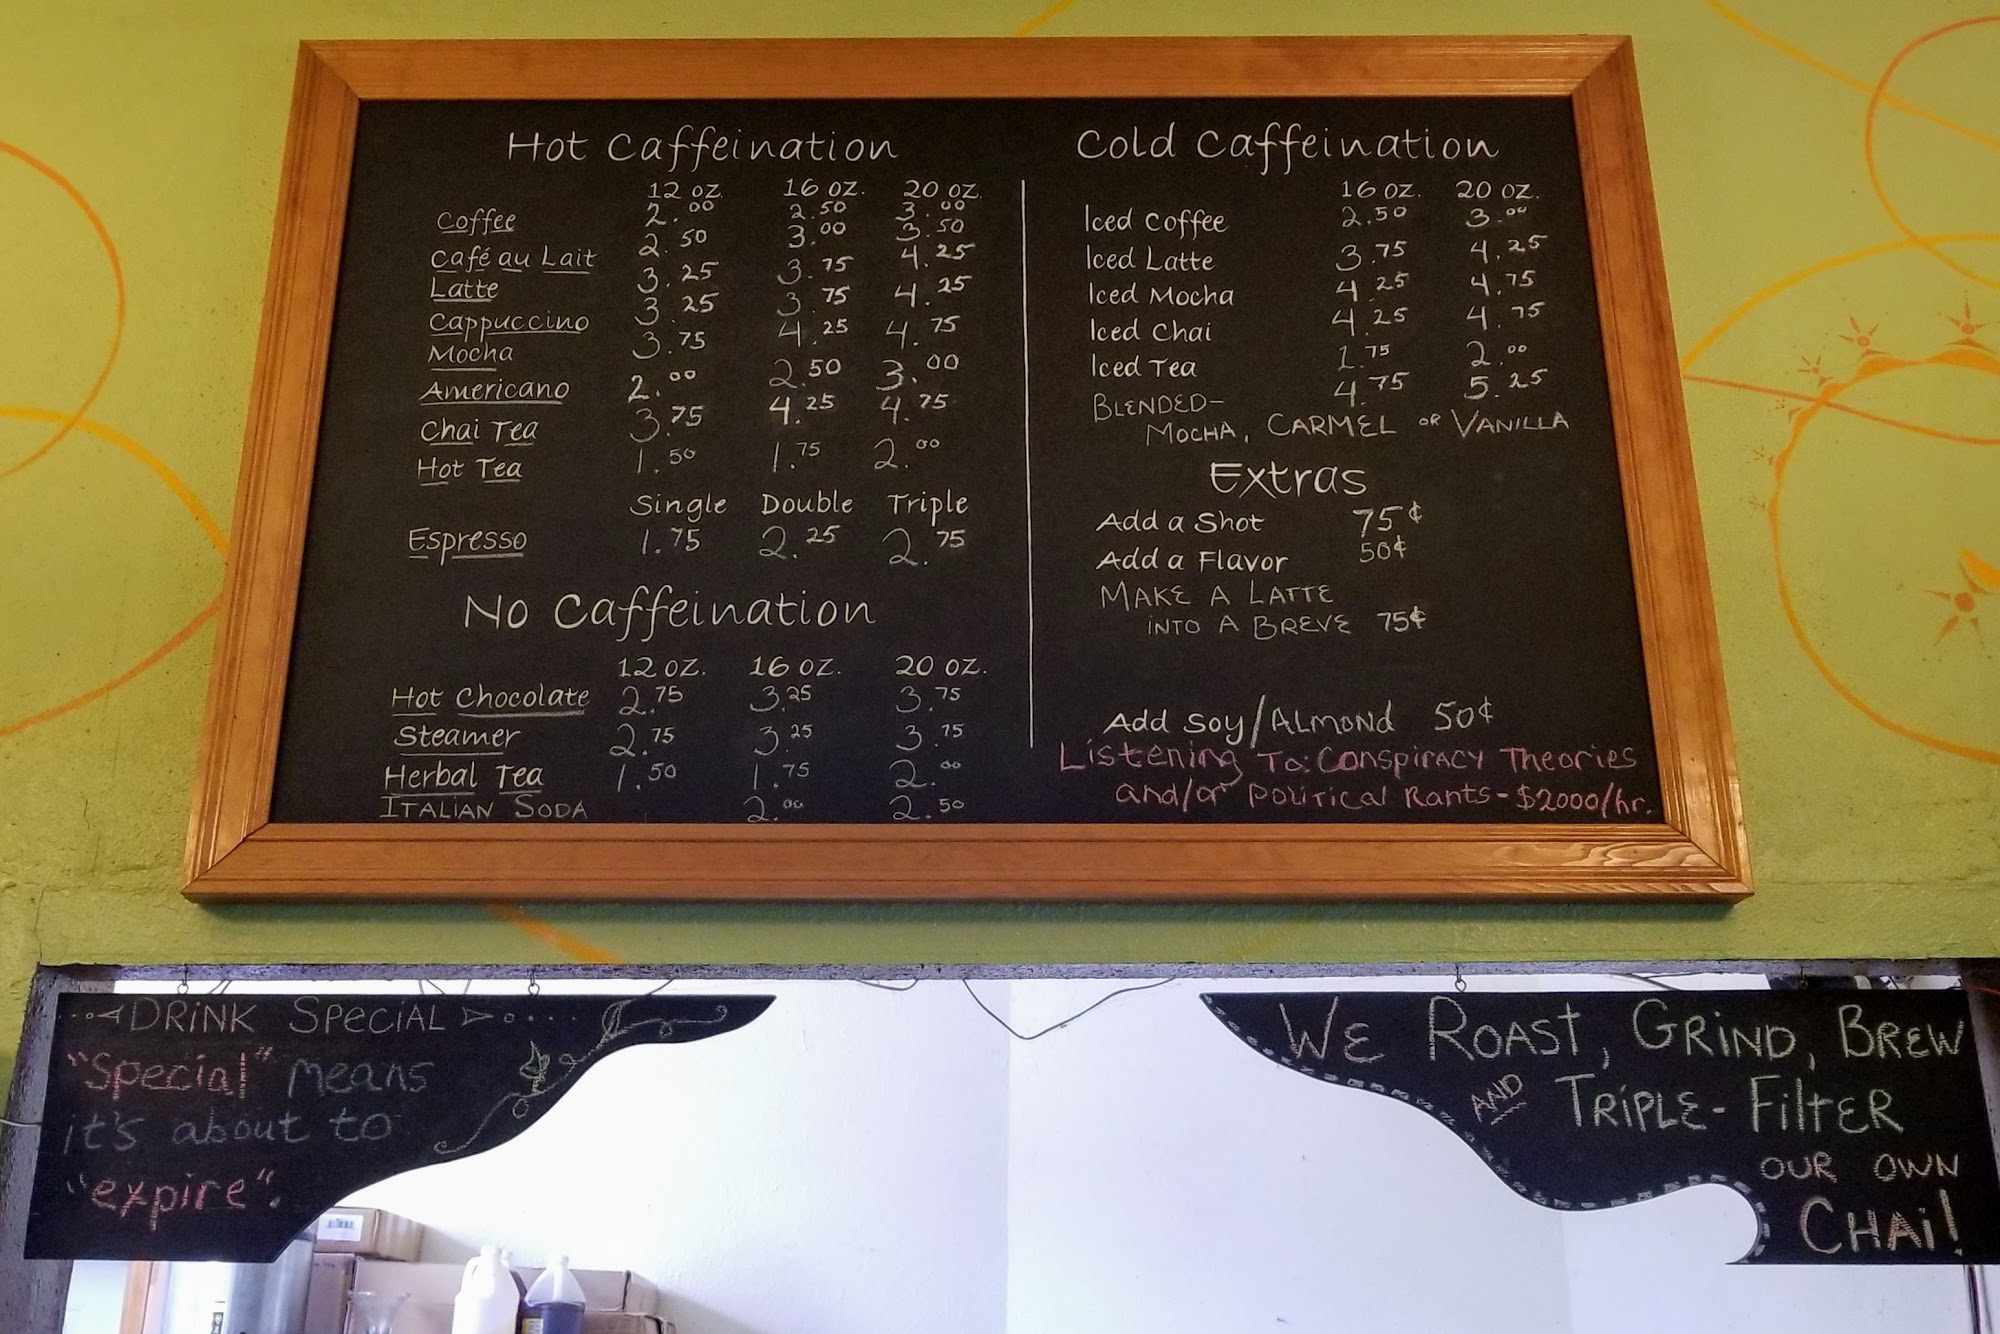 Hot Caffeination
12 oz. 16 oz. 20 oz.
Coffee 2.00 2.50 3.00
Café au Lait 2.50 3.00 3.50
Latte 3.25 3.75 4.25
Cappuccino 3.25 3.75 4.25
Mocha 3.75 4.25 4.75
Americano 2.00 2.50 3.00
Chai Tea 3.75 4.25 4.75
Hot Tea 1.50 1.75 2.00
Single Double Triple
Espresso 1.75 2.25 2.75
No Caffeination
12 oz. 16 oz. 20 oz.
Hot Chocolate 2.75 3.25 3.75
Steamer 2.75 3.25 3.75
Herbal Tea 1.50 1.75 2.00
ITALIAN SODA 2.00 2.50
Cold Caffeination
16 oz. 20 oz.
Iced Coffee 2.50 3.00
Iced Latte 3.75 4.25
Iced Mocha 4.25 4.75
Iced Chai 4.25 4.75
Iced Tea 1.75 2.00
BLENDED- 4.75 5.25
MOCHA, CARMEL OR VANILLA
Extras
Add a Shot 75¢
Add a Flavor 50¢
MAKE A LATTE
INTO A BREVE 75¢
Add Soy/ALMOND 50¢
Listening To: Conspiracy Theories
and/or Political Rants - $2000/hr.
DRINK SPECIAL
"Special" means
it's about to
"expire".
WE ROAST, GRIND, BREW
AND TRIPLE-FILTER
OUR OWN
CHAI!